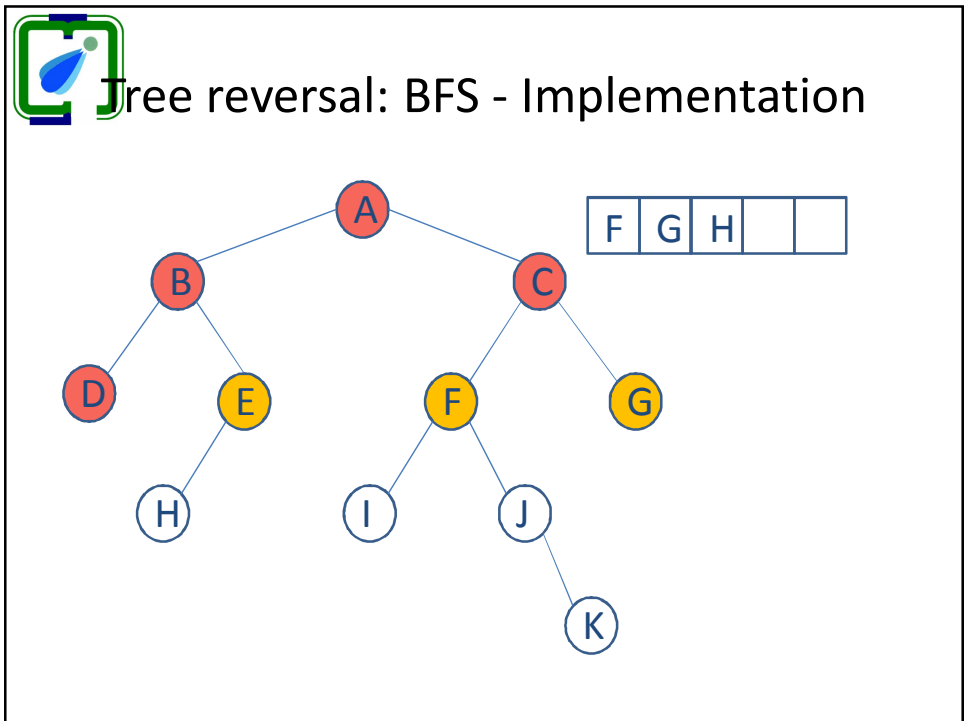 Tree reversal: BFS - Implementation
A
F G H
B C
D E F G
H I J
K